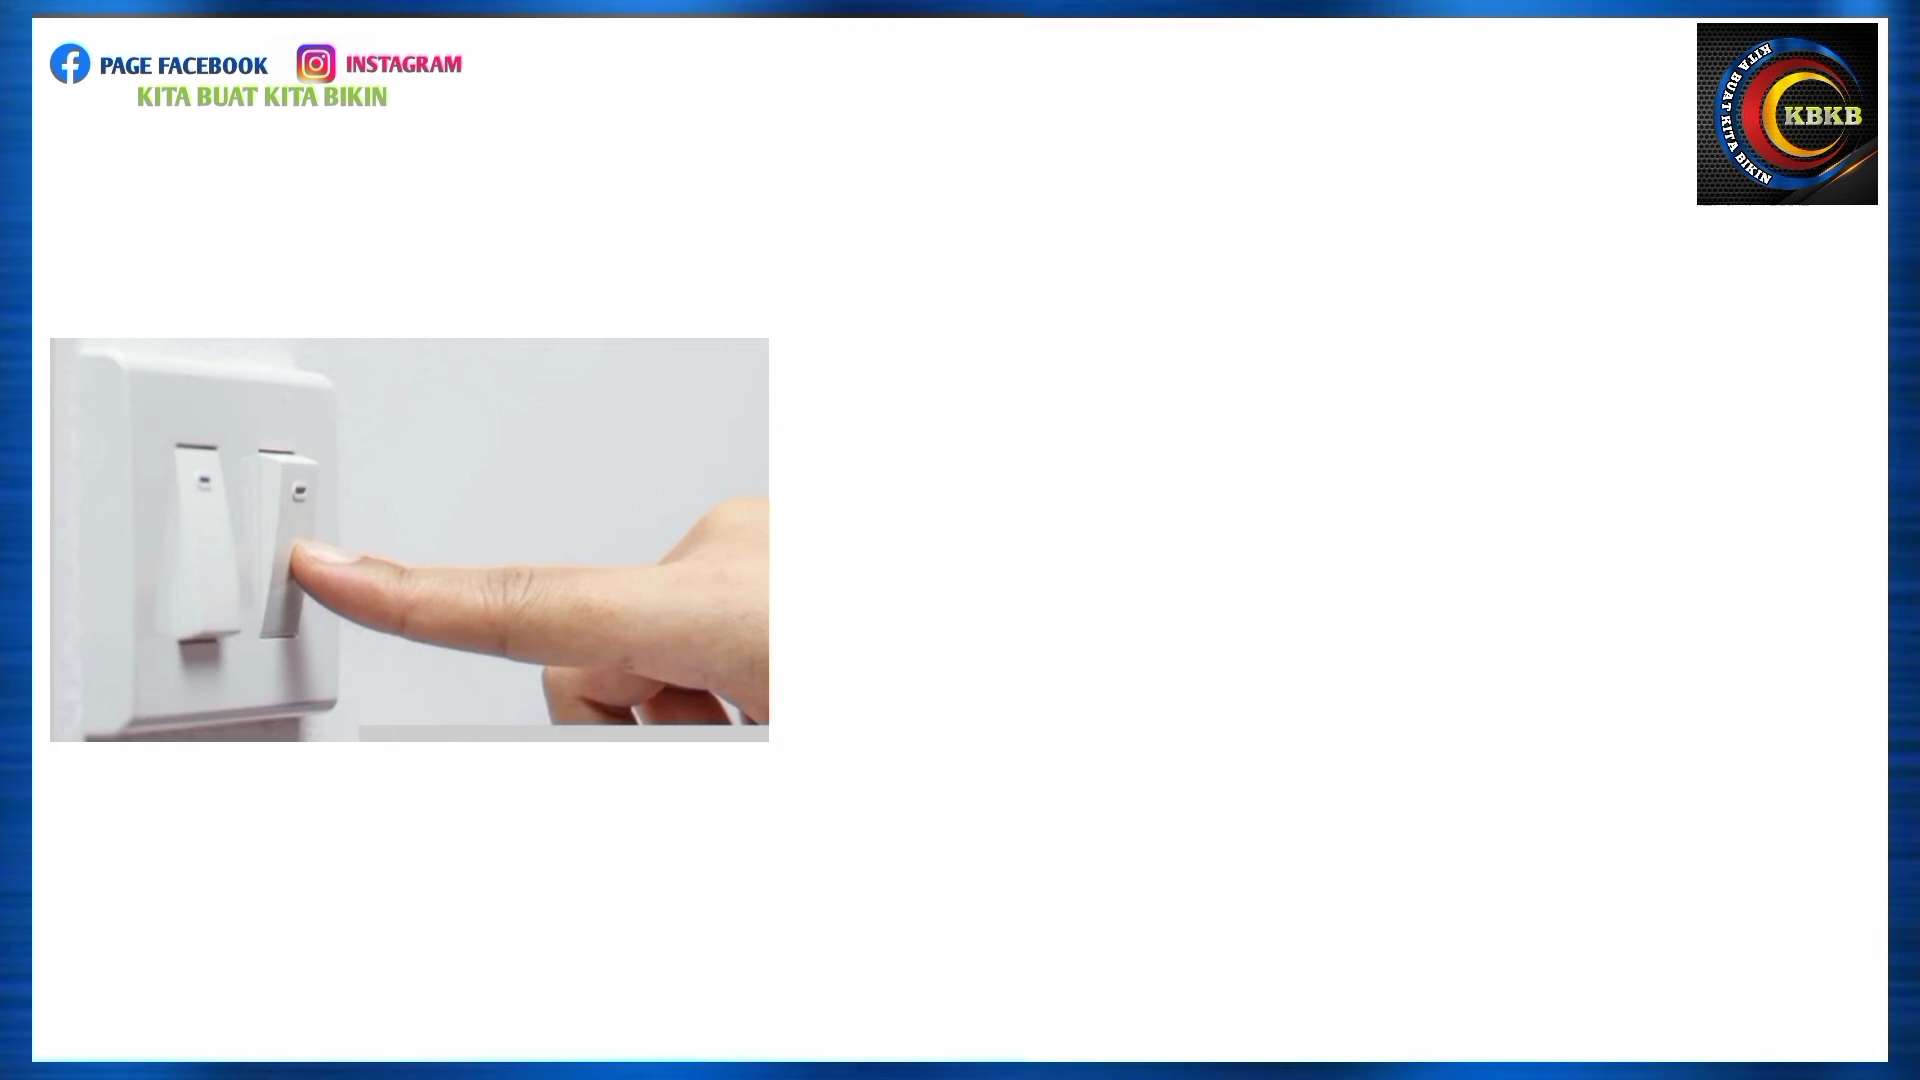 PAGE FACEBOOK
INSTAGRAM
KITA BUAT KITA BIKIN
KITA BUAT KITA BIKIN
KBKB